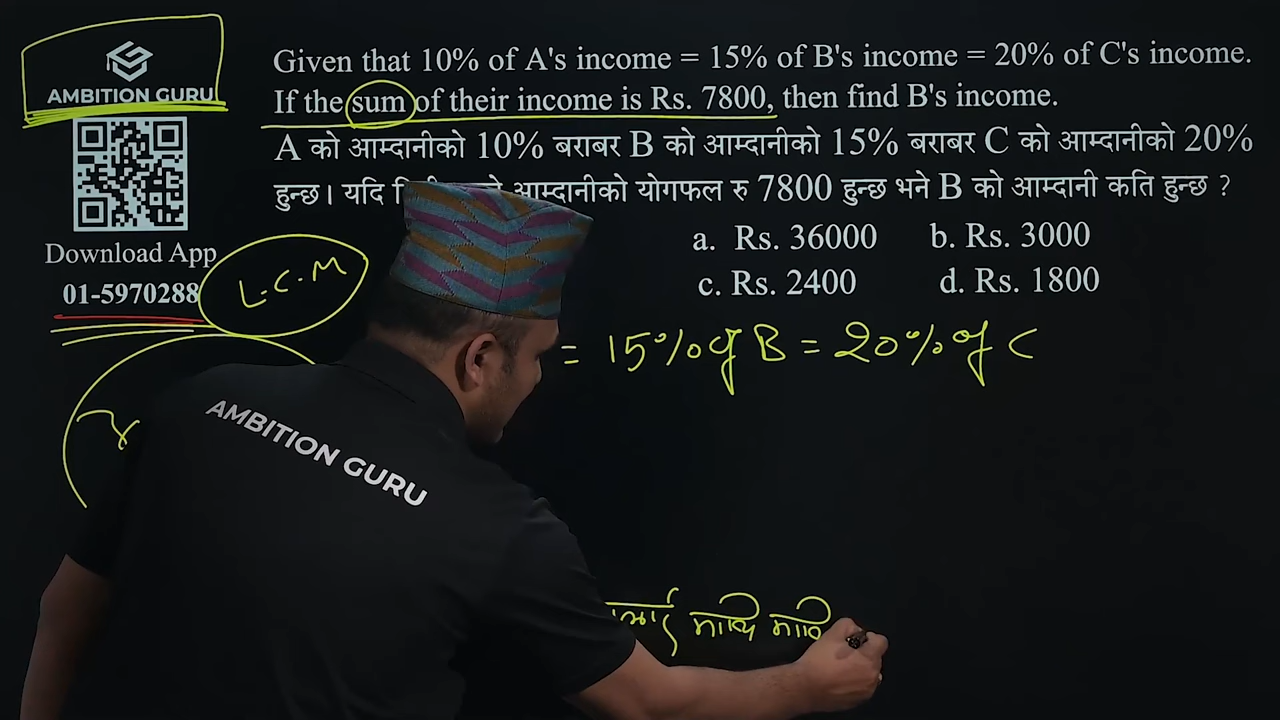 AMBITION GURU
Given that 10% of A's income = 15% of B's income = 20% of C's income.
If the sum of their income is Rs. 7800, then find B's income.
A को आम्दानीको 10% बराबर B को आम्दानीको 15% बराबर C को आम्दानीको 20%
हुन्छ। यदि आम्दानीको योगफल रु 7800 हुन्छ भने B को आम्दानी कति हुन्छ ?
a. Rs. 36000 b. Rs. 3000
c. Rs. 2400 d. Rs. 1800
Download App
01-5970288
L.C.M
= 15% of B = 20% of C
AMBITION GURU